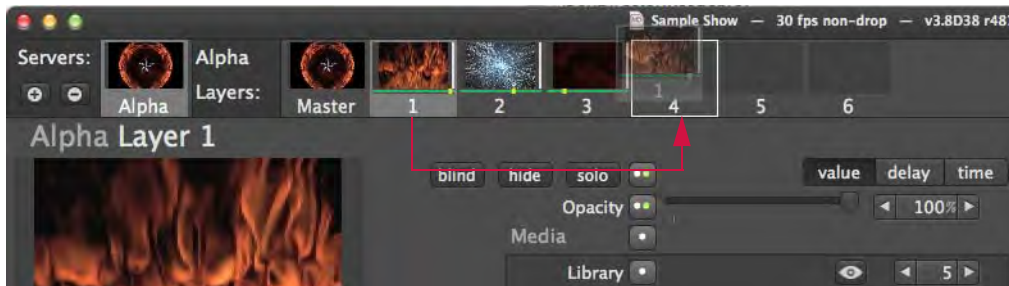 Sample Show — 30 fps non-drop — v3.8D38 r481
Servers:
Alpha
Layers:
Alpha
Master
1
2
3
1
4
5
6
Alpha Layer 1
blind hide solo
value delay time
Opacity
100%
Media
Library
5